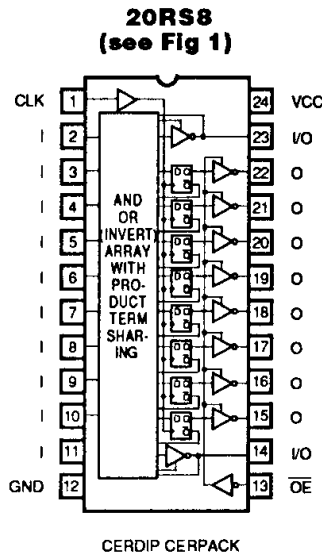 20RS8
(see Fig 1)
CLK 1 24 VCC
I 2 23 I/O
I 3 22 O
I 4 21 O
I 5 20 O
I 6 19 O
I 7 18 O
I 8 17 O
I 9 16 O
I 10 15 O
I 11 14 I/O
GND 12 13 OE
AND
OR
INVERT
ARRAY
WITH
PRO-
DUCT
TERM
SHAR-
ING
CERDIP CERPACK